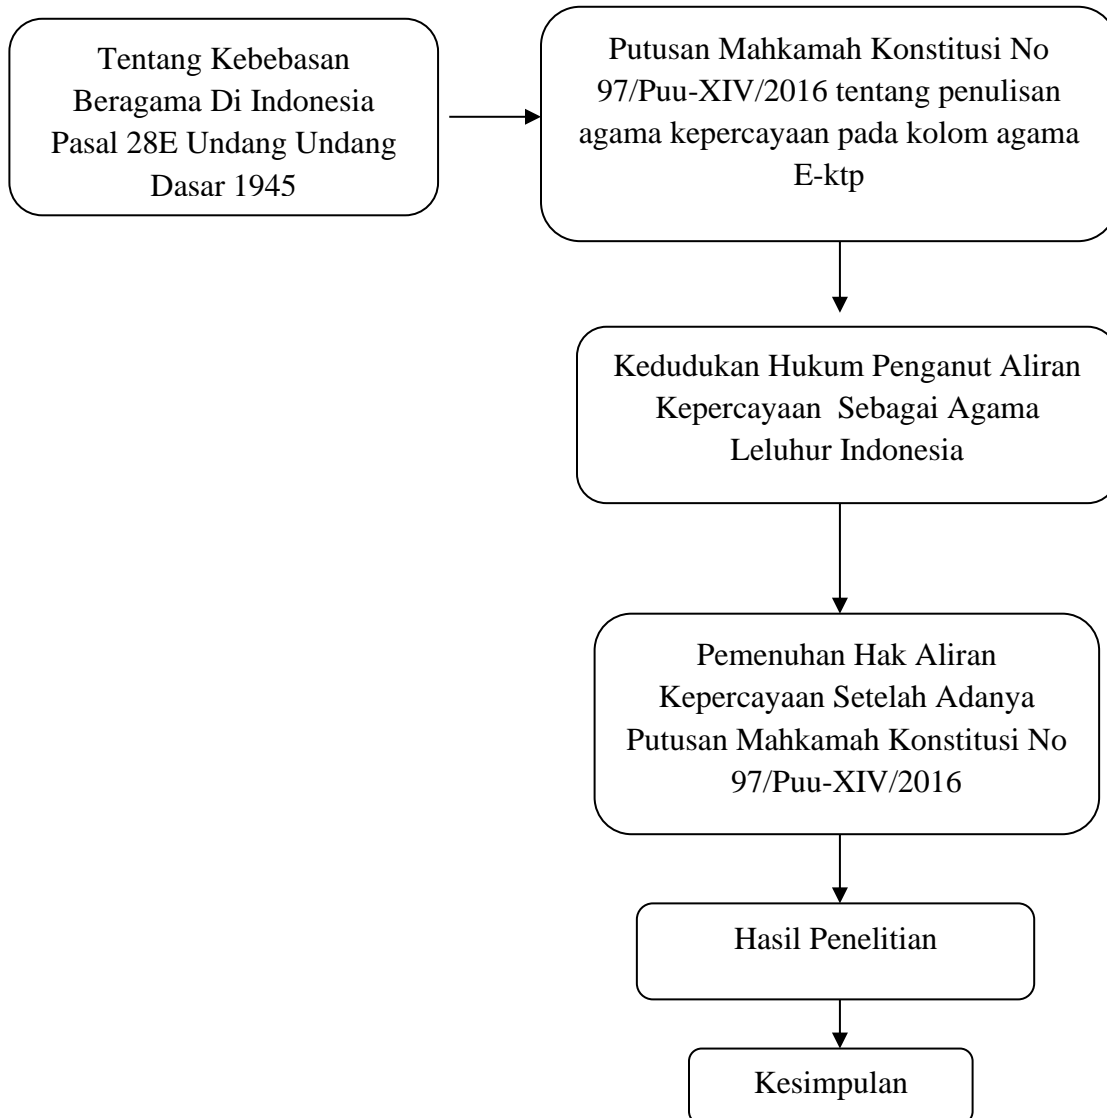 Tentang Kebebasan
Beragama Di Indonesia
Pasal 28E Undang Undang
Dasar 1945
Putusan Mahkamah Konstitusi No
97/Puu-XIV/2016 tentang penulisan
agama kepercayaan pada kolom agama
E-ktp
Kedudukan Hukum Penganut Aliran
Kepercayaan Sebagai Agama
Leluhur Indonesia
Pemenuhan Hak Aliran
Kepercayaan Setelah Adanya
Putusan Mahkamah Konstitusi No
97/Puu-XIV/2016
Hasil Penelitian
Kesimpulan